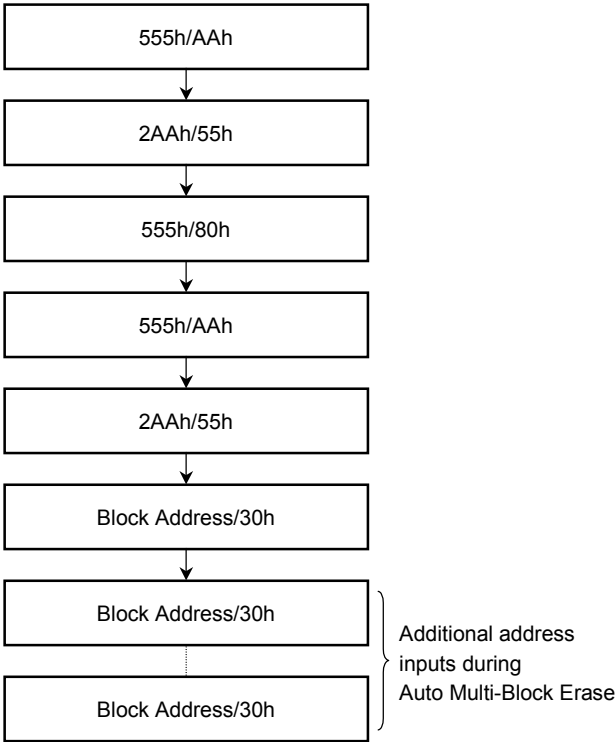 555h/AAh
2AAh/55h
555h/80h
555h/AAh
2AAh/55h
Block Address/30h
Block Address/30h
Additional address
inputs during
Auto Multi-Block Erase
Block Address/30h